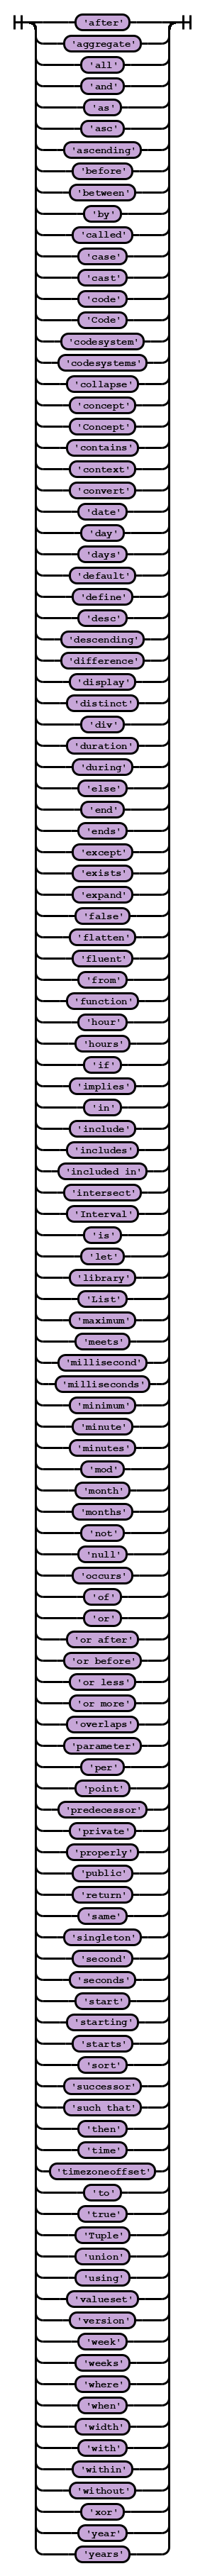 'after'
'aggregate'
'all'
'and'
'as'
'asc'
'ascending'
'before'
'between'
'by'
'called'
'case'
'cast'
'code'
'Code'
'codesystem'
'codesystems'
'collapse'
'concept'
'Concept'
'contains'
'context'
'convert'
'date'
'day'
'days'
'default'
'define'
'desc'
'descending'
'difference'
'display'
'distinct'
'div'
'duration'
'during'
'else'
'end'
'ends'
'except'
'exists'
'expand'
'false'
'flatten'
'fluent'
'from'
'function'
'hour'
'hours'
'if'
'implies'
'in'
'include'
'includes'
'included in'
'intersect'
'Interval'
'is'
'let'
'library'
'List'
'maximum'
'meets'
'millisecond'
'milliseconds'
'minimum'
'minute'
'minutes'
'mod'
'month'
'months'
'not'
'null'
'occurs'
'of'
'or'
'or after'
'or before'
'or less'
'or more'
'overlaps'
'parameter'
'per'
'point'
'predecessor'
'private'
'properly'
'public'
'return'
'same'
'singleton'
'second'
'seconds'
'start'
'starting'
'starts'
'sort'
'successor'
'such that'
'then'
'time'
'timezoneoffset'
'to'
'true'
'Tuple'
'union'
'using'
'valueset'
'version'
'week'
'weeks'
'where'
'when'
'width'
'with'
'within'
'without'
'xor'
'year'
'years'